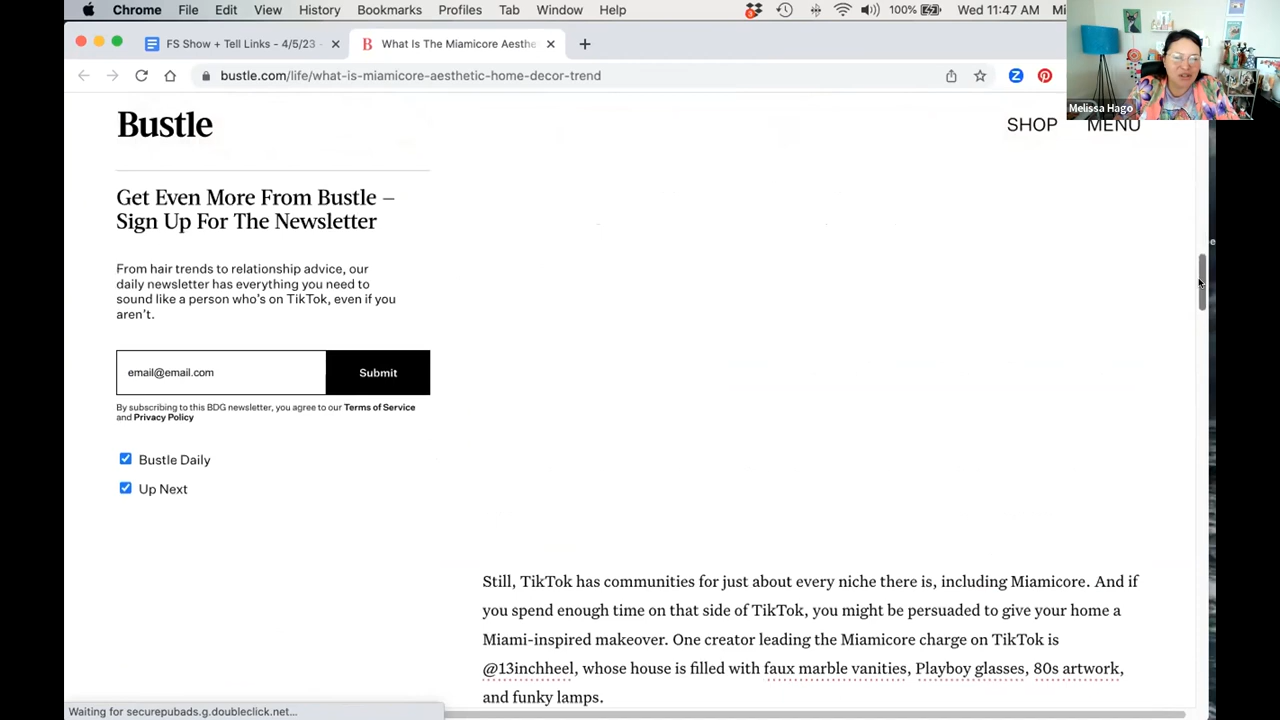 Chrome File Edit View History Bookmarks Profiles Tab Window Help 100% Wed 11:47 AM Mi
FS Show + Tell Links - 4/5/23 What Is The Miamicore Aesthe
bustle.com/life/what-is-miamicore-aesthetic-home-decor-trend
Melissa Hago
Bustle SHOP MENU
Get Even More From Bustle —
Sign Up For The Newsletter
From hair trends to relationship advice, our
daily newsletter has everything you need to
sound like a person who's on TikTok, even if you
aren't.
email@email.com Submit
By subscribing to this BDG newsletter, you agree to our Terms of Service
and Privacy Policy
Bustle Daily
Up Next
Still, TikTok has communities for just about every niche there is, including Miamicore. And if
you spend enough time on that side of TikTok, you might be persuaded to give your home a
Miami-inspired makeover. One creator leading the Miamicore charge on TikTok is
@13inchheel, whose house is filled with faux marble vanities, Playboy glasses, 80s artwork,
and funky lamps.
Waiting for securepubads.g.doubleclick.net...